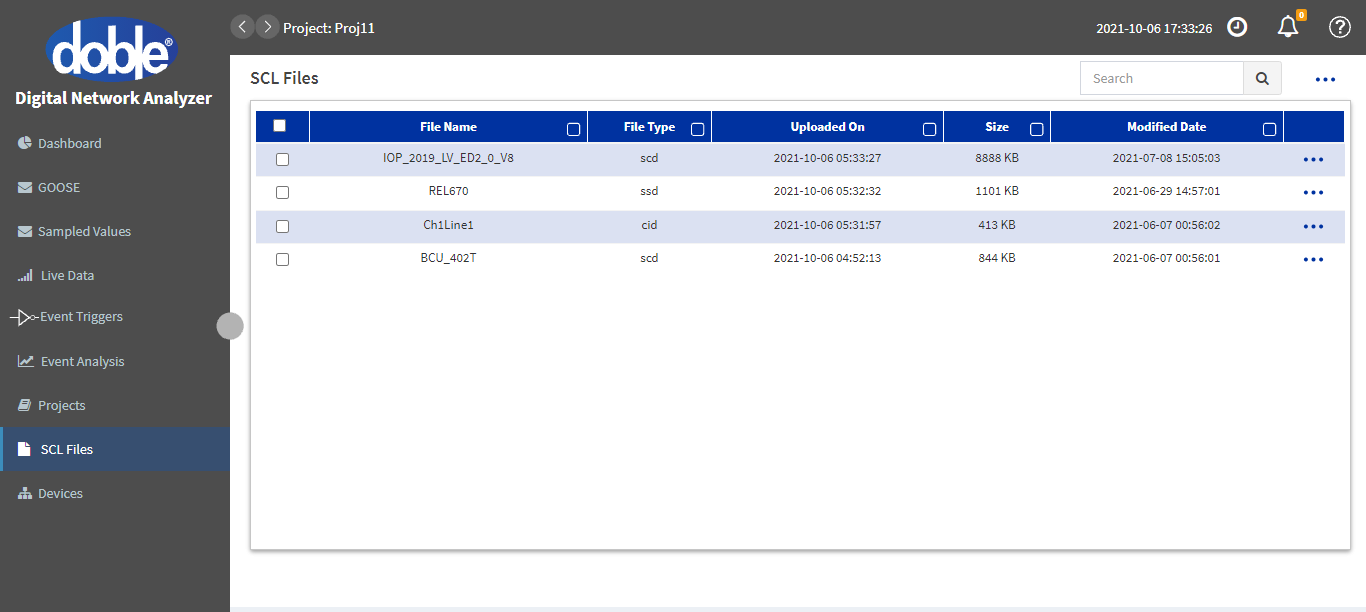 doble®
Digital Network Analyzer
Dashboard
GOOSE
Sampled Values
Live Data
Event Triggers
Event Analysis
Projects
SCL Files
Devices
Project: Proj11
2021-10-06 17:33:26
0
?
SCL Files
Search
File Name File Type Uploaded On Size Modified Date
IOP_2019_LV_ED2_0_V8 scd 2021-10-06 05:33:27 8888 KB 2021-07-08 15:05:03
REL670 ssd 2021-10-06 05:32:32 1101 KB 2021-06-29 14:57:01
Ch1Line1 cid 2021-10-06 05:31:57 413 KB 2021-06-07 00:56:02
BCU_402T scd 2021-10-06 04:52:13 844 KB 2021-06-07 00:56:01